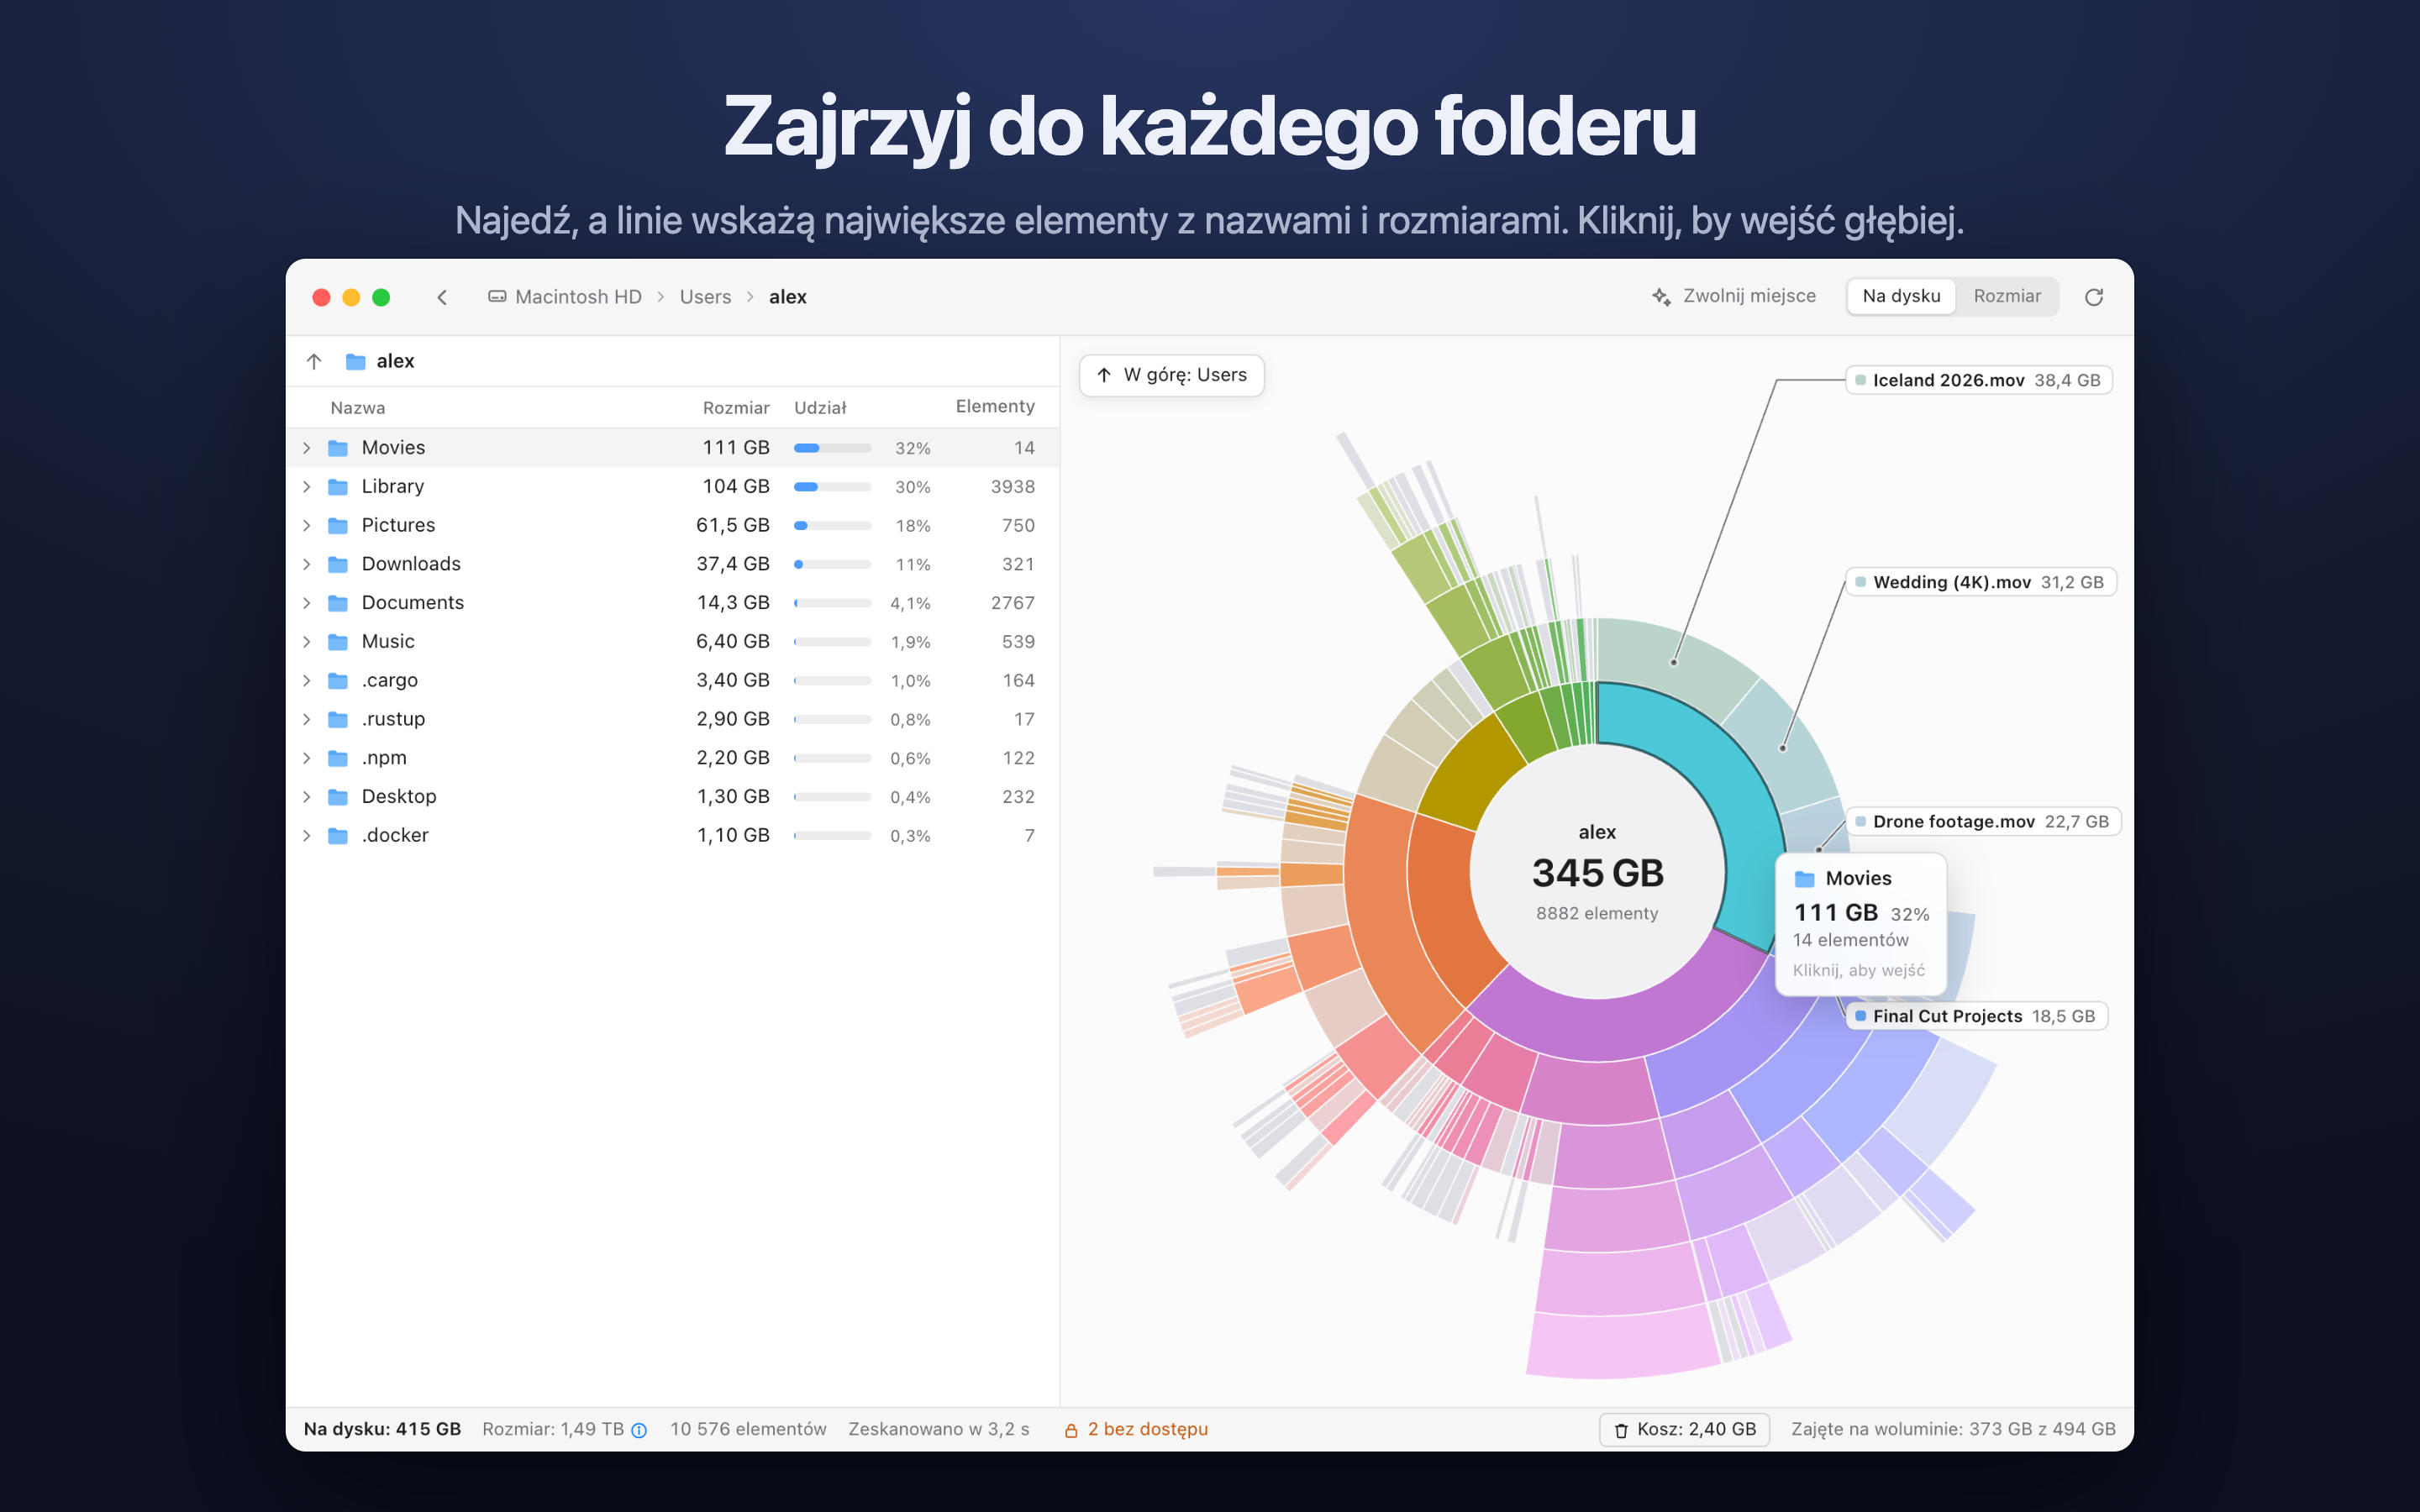 Zajrzyj do każdego folderu
Najedź, a linie wskażą największe elementy z nazwami i rozmiarami. Kliknij, by wejść głębiej.
Macintosh HD > Users > alex
Zwolnij miejsce
Na dysku Rozmiar
alex
Nazwa Rozmiar Udział Elementy
Movies 111 GB 32% 14
Library 104 GB 30% 3938
Pictures 61,5 GB 18% 750
Downloads 37,4 GB 11% 321
Documents 14,3 GB 4,1% 2767
Music 6,40 GB 1,9% 539
.cargo 3,40 GB 1,0% 164
.rustup 2,90 GB 0,8% 17
.npm 2,20 GB 0,6% 122
Desktop 1,30 GB 0,4% 232
.docker 1,10 GB 0,3% 7
W górę: Users
Iceland 2026.mov 38,4 GB
Wedding (4K).mov 31,2 GB
Drone footage.mov 22,7 GB
alex
345 GB
8882 elementy
Movies
111 GB 32%
14 elementów
Kliknij, aby wejść
Final Cut Projects 18,5 GB
Na dysku: 415 GB Rozmiar: 1,49 TB 10 576 elementów Zeskanowano w 3,2 s 2 bez dostępu
Kosz: 2,40 GB Zajęte na woluminie: 373 GB z 494 GB